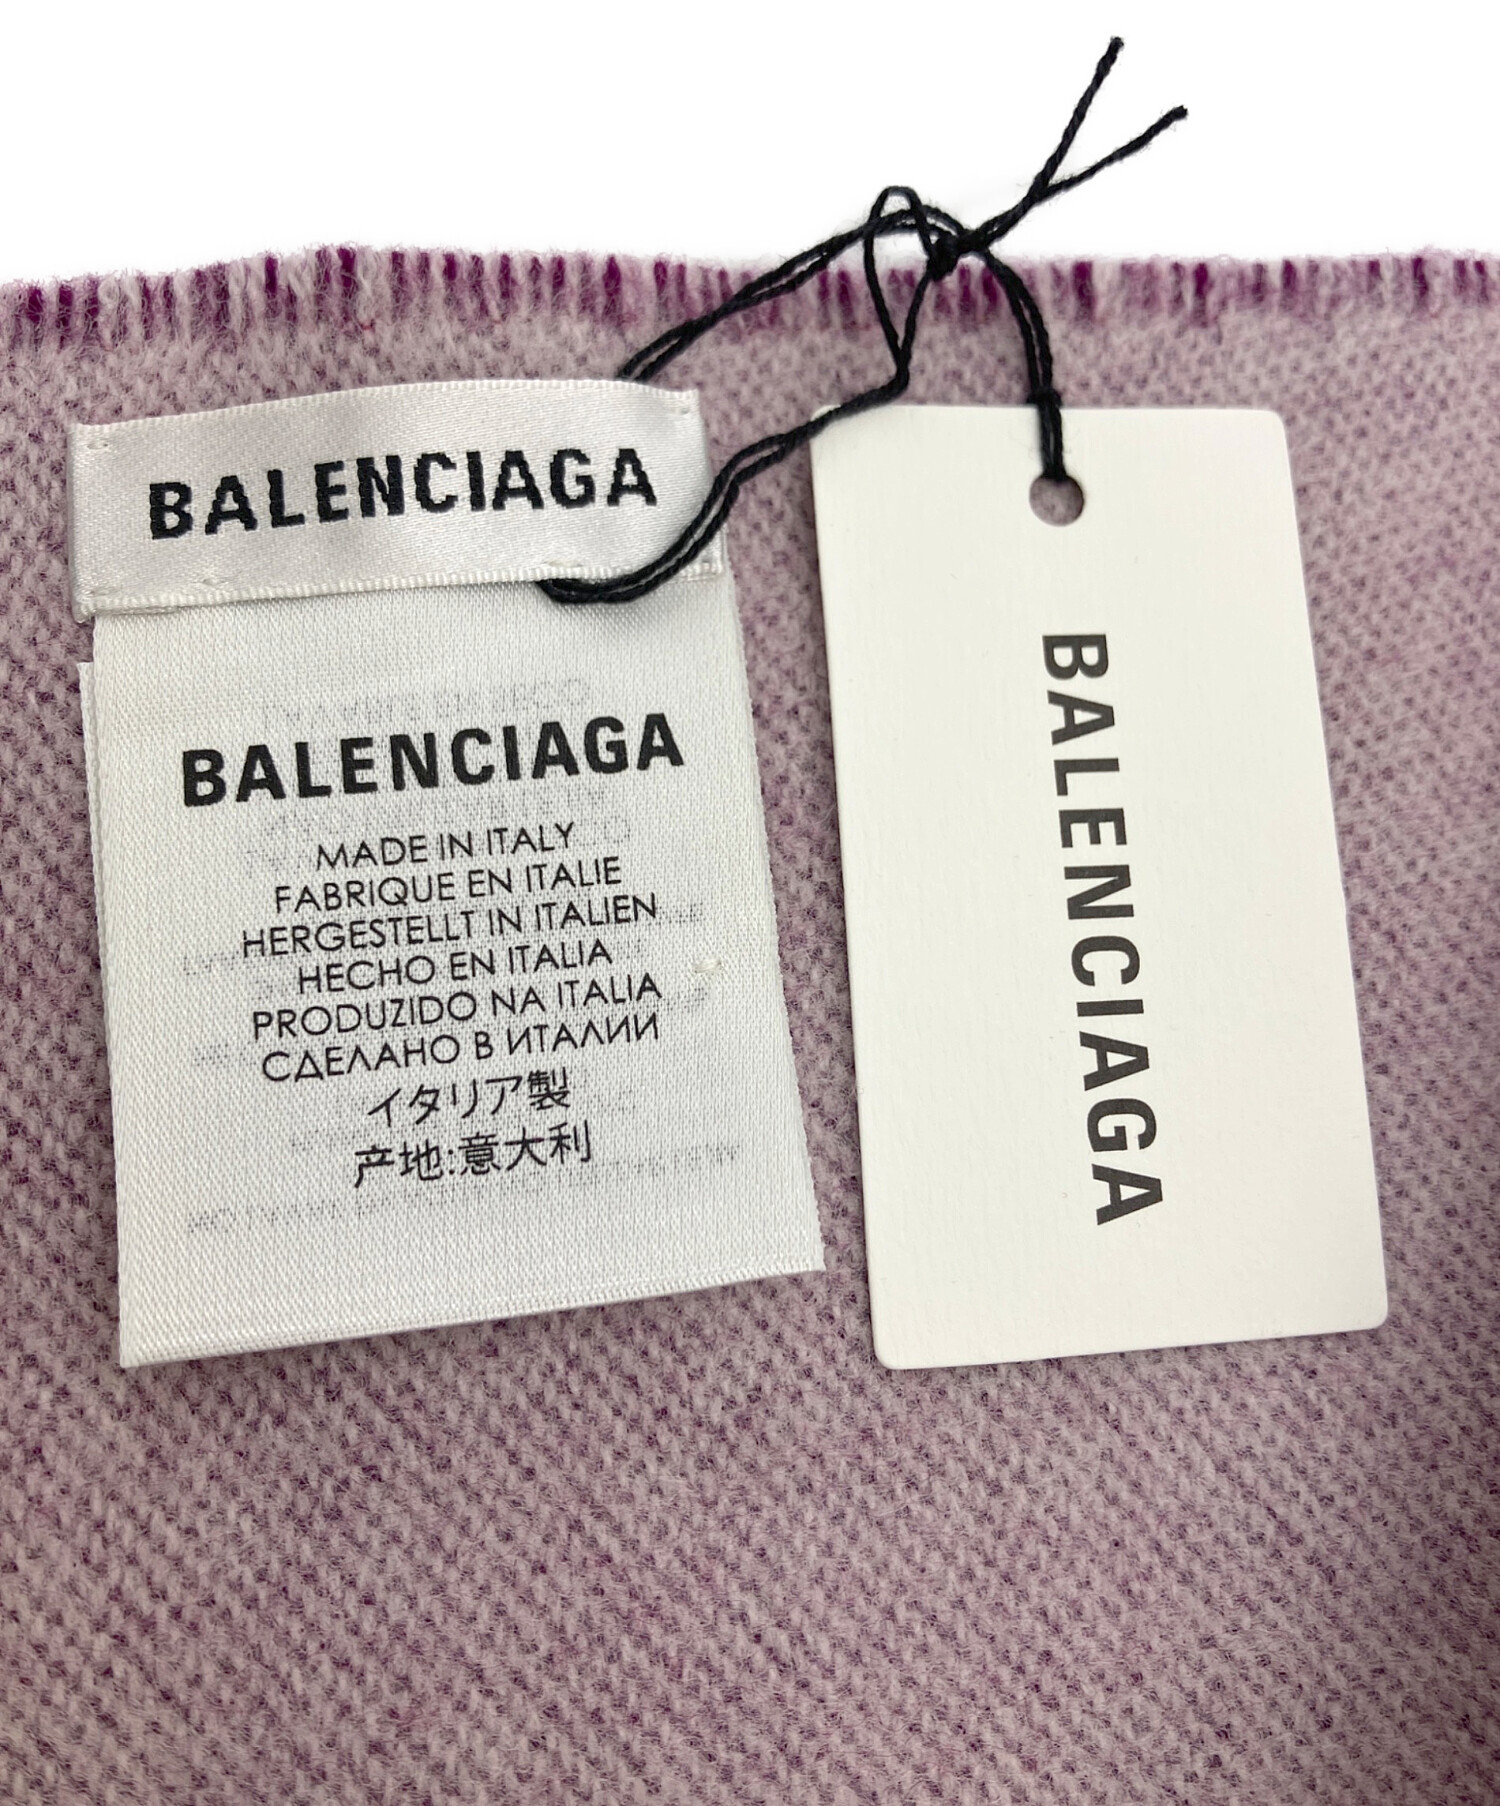 BALENCIAGA
BALENCIAGA
MADE IN ITALY
FABRIQUE EN ITALIE
HERGESTELLT IN ITALIEN
HECHO EN ITALIA
PRODUZIDO NA ITALIA
СДЕЛАНО В ИТАЛИИ
イタリア製
产地:意大利
BALENCIAGA